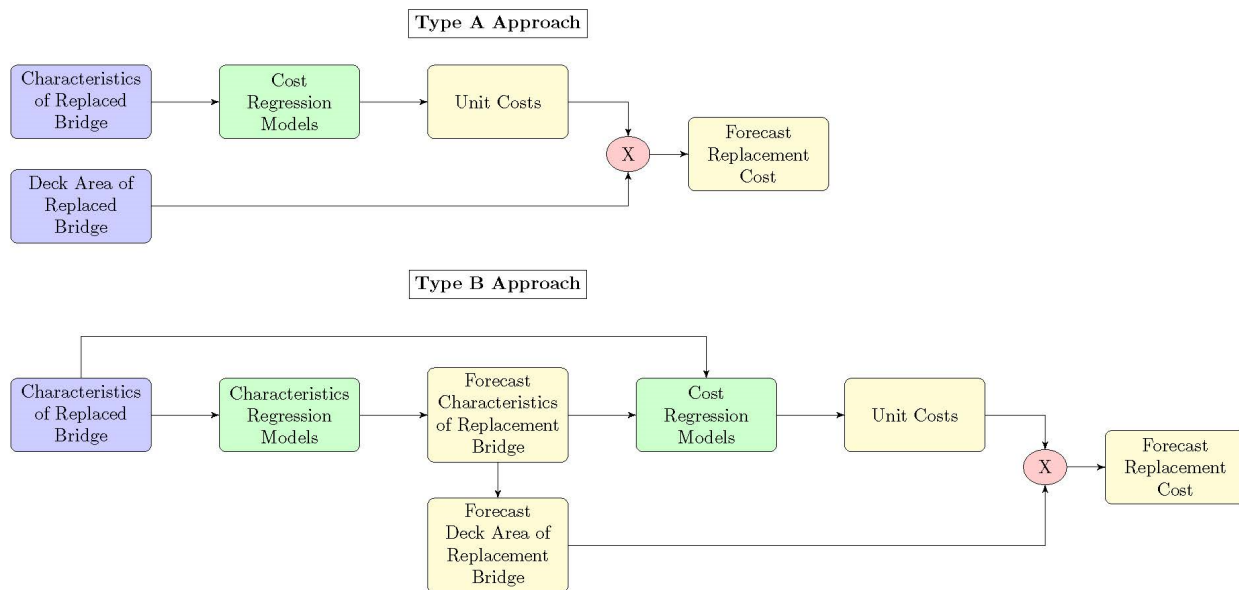 Type A Approach
Characteristics
of Replaced
Bridge
Cost
Regression
Models
Unit Costs
X
Forecast
Replacement
Cost
Deck Area of
Replaced
Bridge
Type B Approach
Characteristics
of Replaced
Bridge
Characteristics
Regression
Models
Forecast
Characteristics
of Replacement
Bridge
Cost
Regression
Models
Unit Costs
X
Forecast
Replacement
Cost
Forecast
Deck Area of
Replacement
Bridge